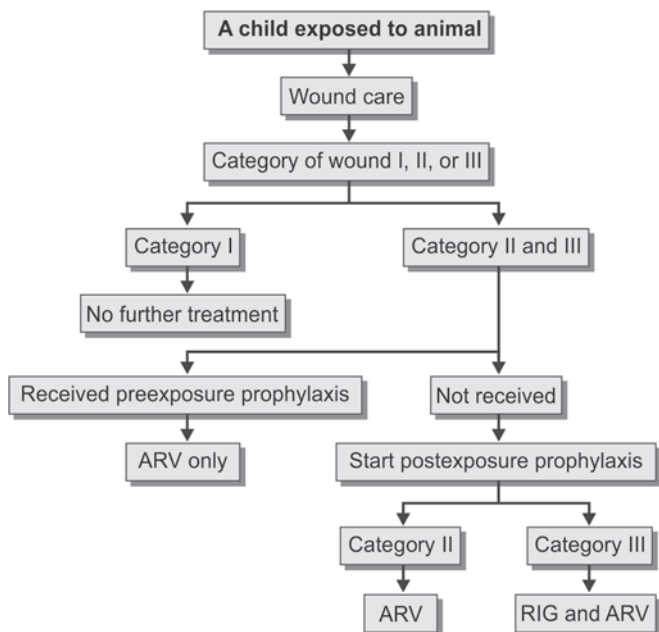 A child exposed to animal
Wound care
Category of wound I, II, or III
Category I
Category II and III
No further treatment
Received preexposure prophylaxis
Not received
ARV only
Start postexposure prophylaxis
Category II
Category III
ARV
RIG and ARV